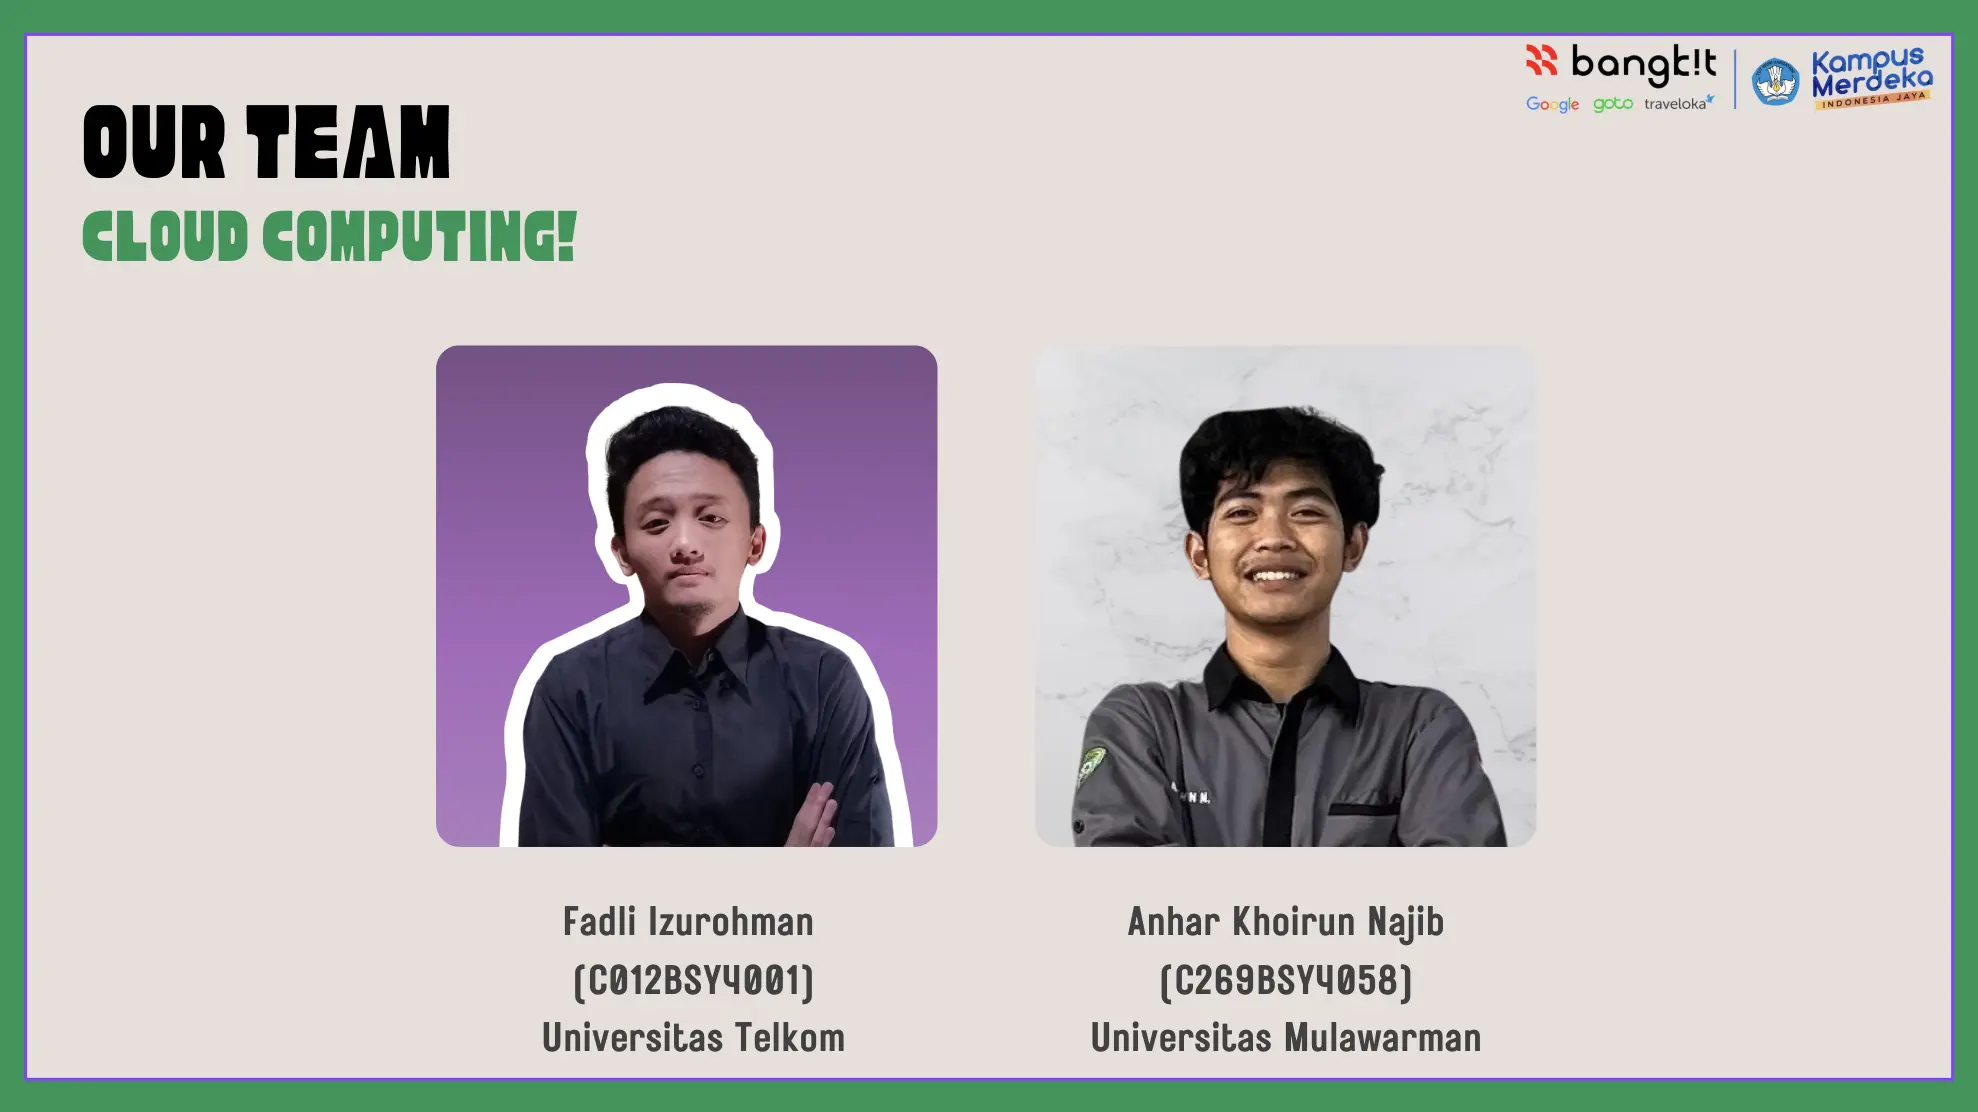 bangk!t
Google goto traveloka
Kampus
Merdeka
INDONESIA JAYA
OUR TEAM
CLOUD COMPUTING!
Fadli Izurohman
(C012BSY4001)
Universitas Telkom
Anhar Khoirun Najib
(C269BSY4058)
Universitas Mulawarman